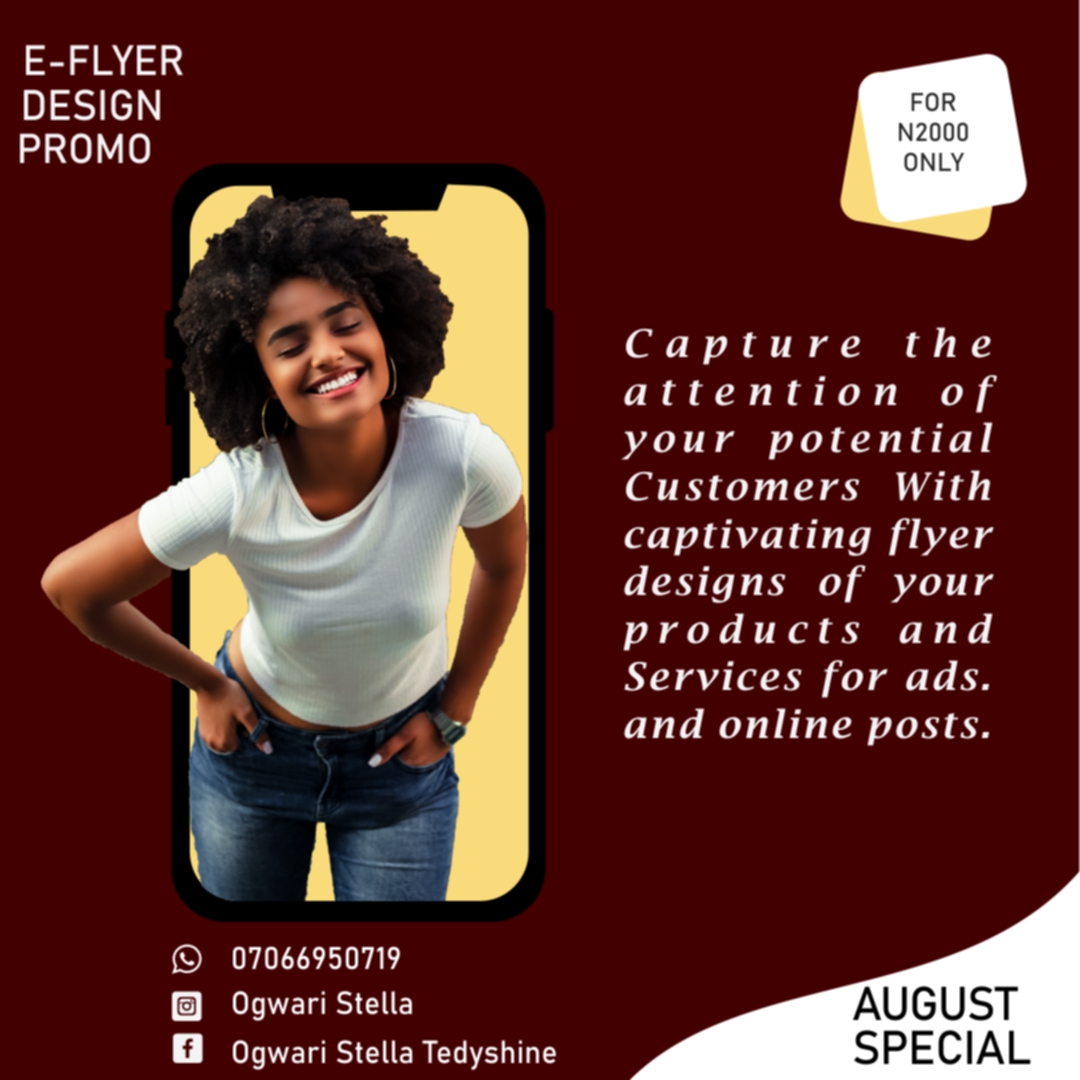 E-FLYER
DESIGN
PROMO
FOR
N2000
ONLY
Capture the
attention of
your potential
Customers With
captivating flyer
designs of your
products and
Services for ads.
and online posts.
07066950719
Ogwari Stella
Ogwari Stella Tedyshine
AUGUST
SPECIAL